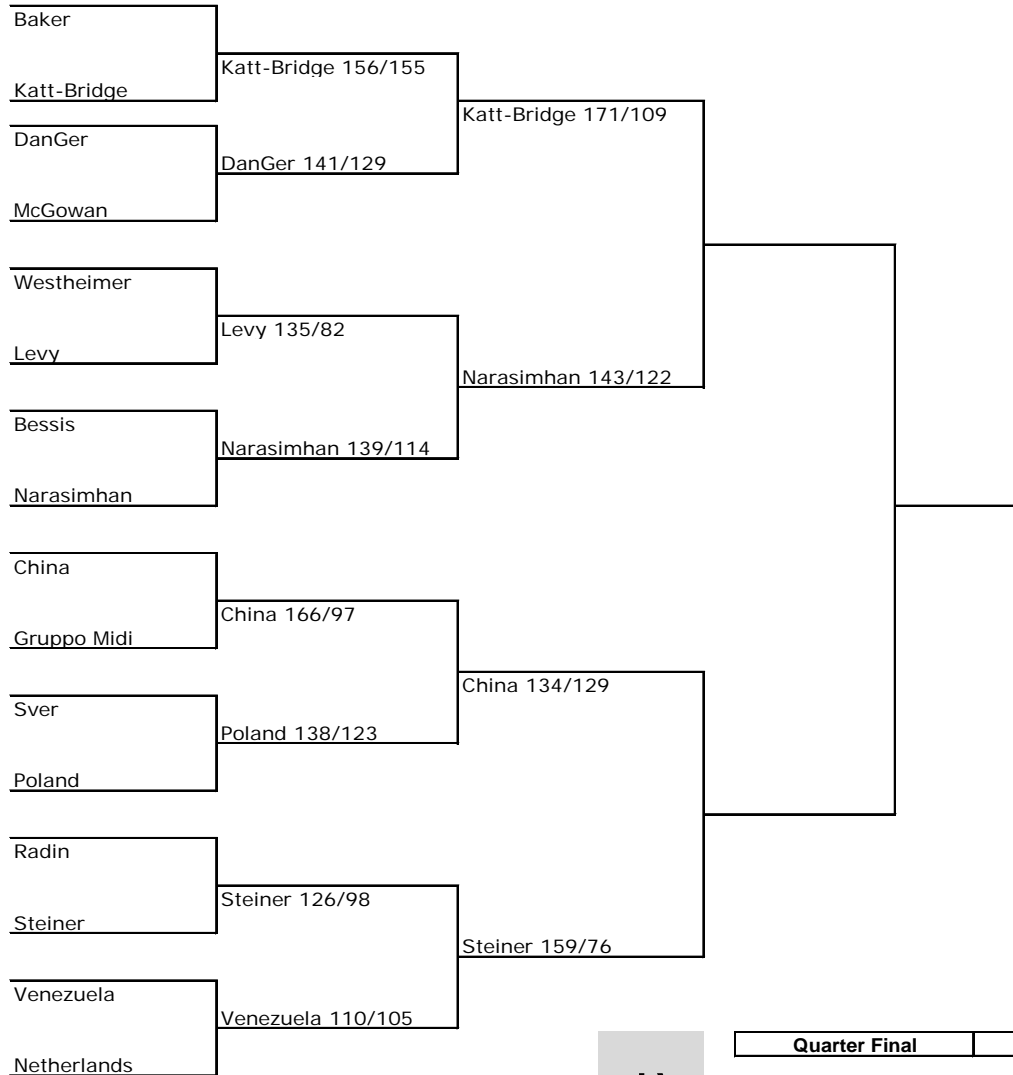 Baker
Katt-Bridge 156/155
Katt-Bridge
Katt-Bridge 171/109
DanGer
DanGer 141/129
McGowan
Westheimer
Levy 135/82
Levy
Narasimhan 143/122
Bessis
Narasimhan 139/114
Narasimhan
China
China 166/97
Gruppo Midi
China 134/129
Sver
Poland 138/123
Poland
Radin
Steiner 126/98
Steiner
Steiner 159/76
Venezuela
Venezuela 110/105
Quarter Final
Netherlands